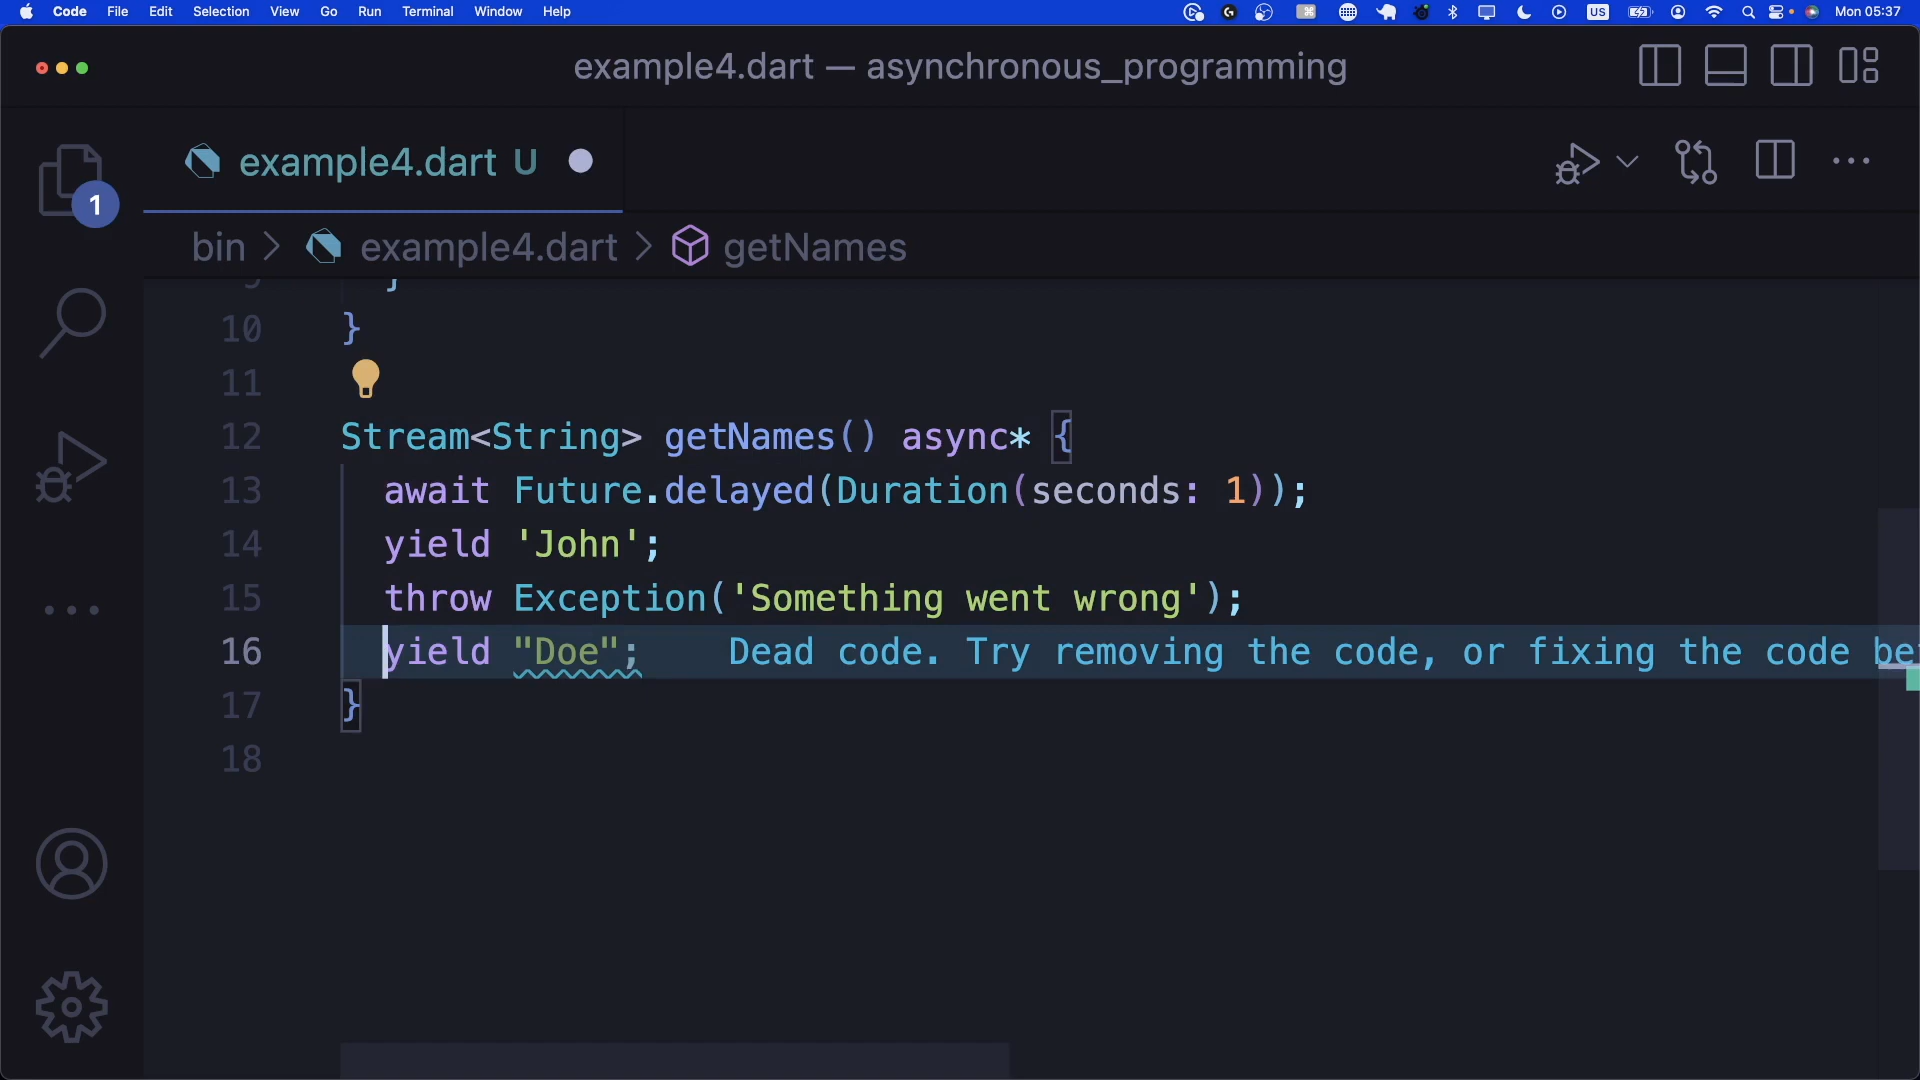 Code File Edit Selection View Go Run Terminal Window Help US Mon 05:37
example4.dart — asynchronous_programming
example4.dart U
1
bin > example4.dart > getNames
9 }
10 }
11
12 Stream<String> getNames() async* {
13 await Future.delayed(Duration(seconds: 1));
14 yield 'John';
15 throw Exception('Something went wrong');
16 yield "Doe"; Dead code. Try removing the code, or fixing the code be
17 }
18